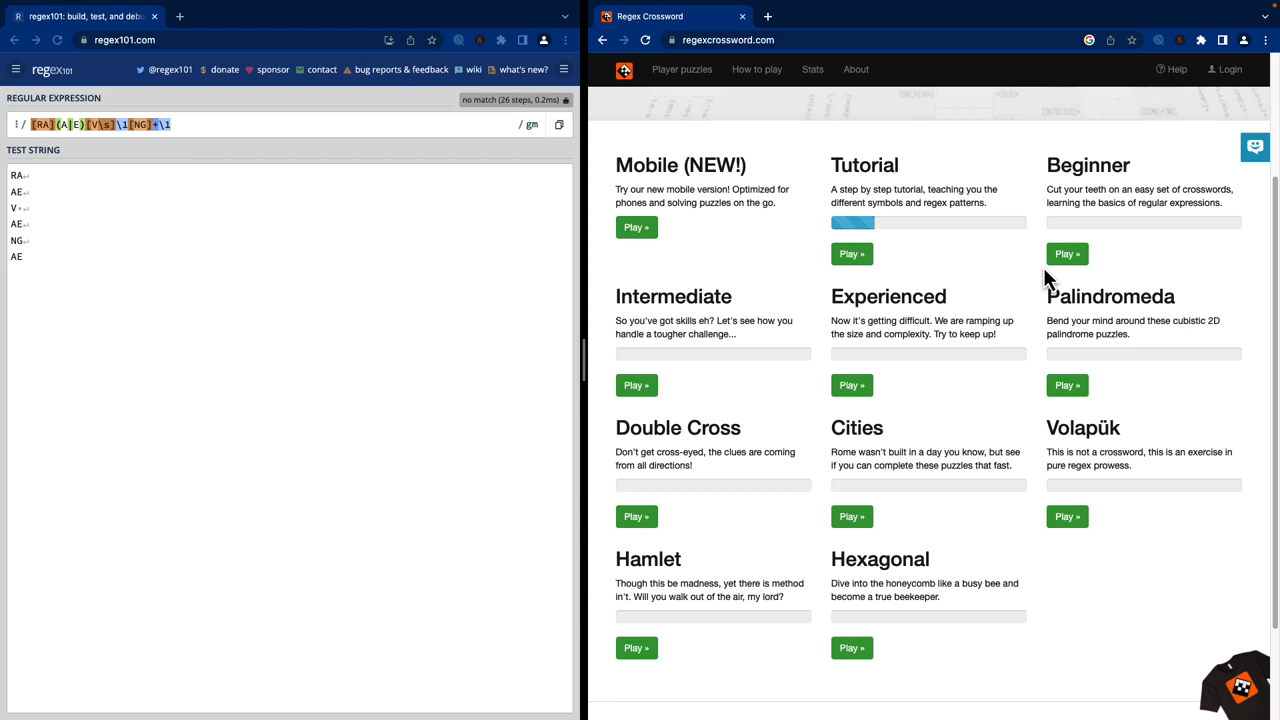 regex101: build, test, and debu
regex101.com
regex101
@regex101
donate
sponsor
contact
bug reports & feedback
wiki
what's new?
REGULAR EXPRESSION
no match (26 steps, 0.2ms)
/ [RA](A|E)[V\s]\1[NG]+\1 / gm
TEST STRING
RA
AE
V
AE
NG
AE
Regex Crossword
regexcrossword.com
Player puzzles
How to play
Stats
About
Help
Login
Mobile (NEW!)
Try our new mobile version! Optimized for
phones and solving puzzles on the go.
Play »
Tutorial
A step by step tutorial, teaching you the
different symbols and regex patterns.
Play »
Beginner
Cut your teeth on an easy set of crosswords,
learning the basics of regular expressions.
Play »
Intermediate
So you've got skills eh? Let's see how you
handle a tougher challenge...
Play »
Experienced
Now it's getting difficult. We are ramping up
the size and complexity. Try to keep up!
Play »
Palindromeda
Bend your mind around these cubistic 2D
palindrome puzzles.
Play »
Double Cross
Don't get cross-eyed, the clues are coming
from all directions!
Play »
Cities
Rome wasn't built in a day you know, but see
if you can complete these puzzles that fast.
Play »
Volapük
This is not a crossword, this is an exercise in
pure regex prowess.
Play »
Hamlet
Though this be madness, yet there is method
in't. Will you walk out of the air, my lord?
Play »
Hexagonal
Dive into the honeycomb like a busy bee and
become a true beekeeper.
Play »